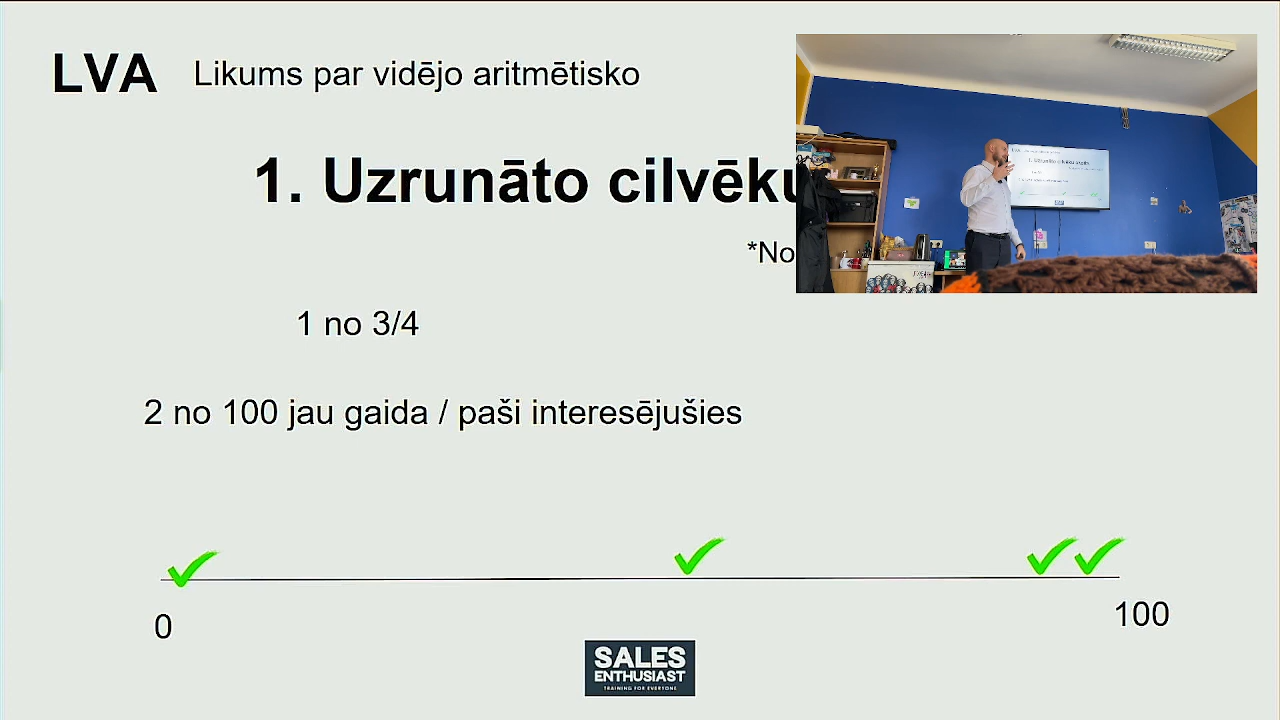 LVA Likums par vidējo aritmētisko
1. Uzrunāto cilvēku
*No
1 no 3/4
2 no 100 jau gaida / paši interesējušies
0
100
SALES
ENTHUSIAST
TRAINING FOR EVERYONE